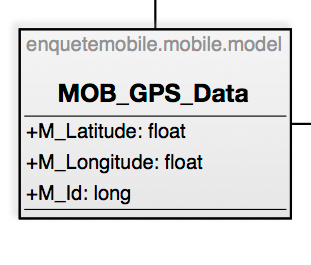 enquetemobile.mobile.model
MOB_GPS_Data
+M_Latitude: float
+M_Longitude: float
+M_Id: long